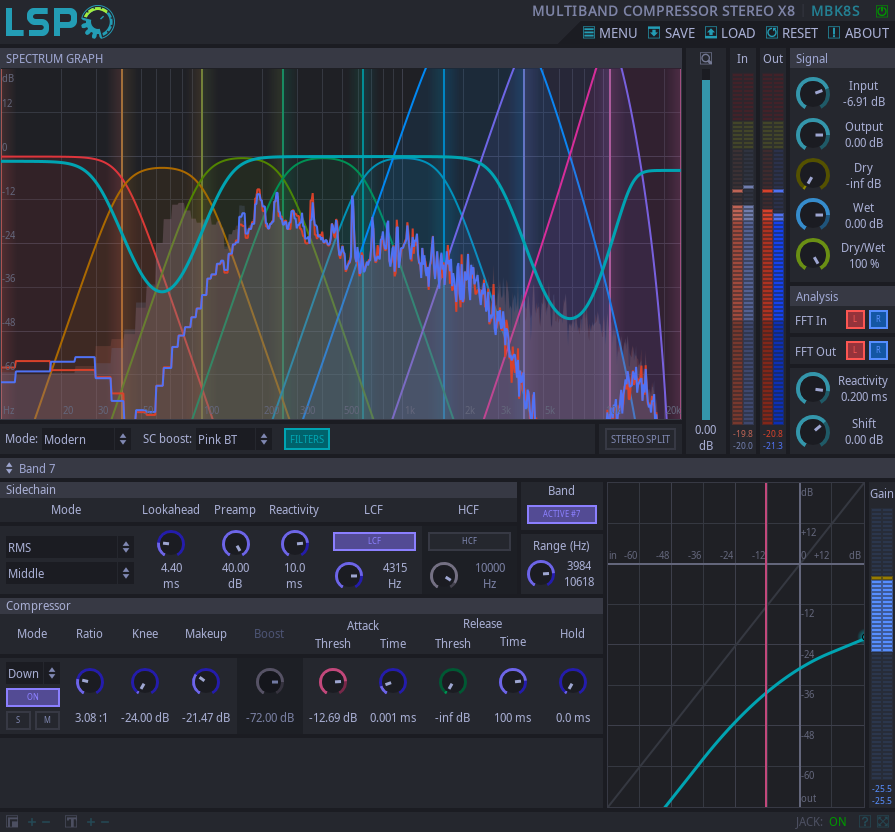 LSP
MULTIBAND COMPRESSOR STEREO X8 MBK8S
MENU SAVE LOAD RESET ABOUT
SPECTRUM GRAPH
In Out
Signal
dB
12
0
-12
-24
-36
-48
-60
Hz 20 30 100 200 300 500 1k 2k 3k 5k 20k
Input
-6.91 dB
Output
0.00 dB
Dry
-inf dB
Wet
0.00 dB
Dry/Wet
100 %
Analysis
FFT In L R
FFT Out L R
Reactivity
0.200 ms
Shift
0.00 dB
0.00
dB
-19.8 -20.8
-20.0 -21.3
Mode: Modern SC boost: Pink BT FILTERS STEREO SPLIT
Band 7
Sidechain
Mode Lookahead Preamp Reactivity LCF HCF
RMS
Middle
4.40
ms
40.00
dB
10.0
ms
LCF
4315
Hz
HCF
10000
Hz
Band
ACTIVE #7
Range (Hz)
3984
10618
Compressor
Mode Ratio Knee Makeup Boost
Attack
Thresh Time
Release
Thresh Time
Hold
Down
ON
S M
3.08 :1 -24.00 dB -21.47 dB -72.00 dB -12.69 dB 0.001 ms -inf dB 100 ms 0.0 ms
dB
+12
in -60 -48 -36 -24 -12 0 +12 dB
-12
-24
-36
-48
-60
out
Gain
-25.5
-25.5
JACK: ON